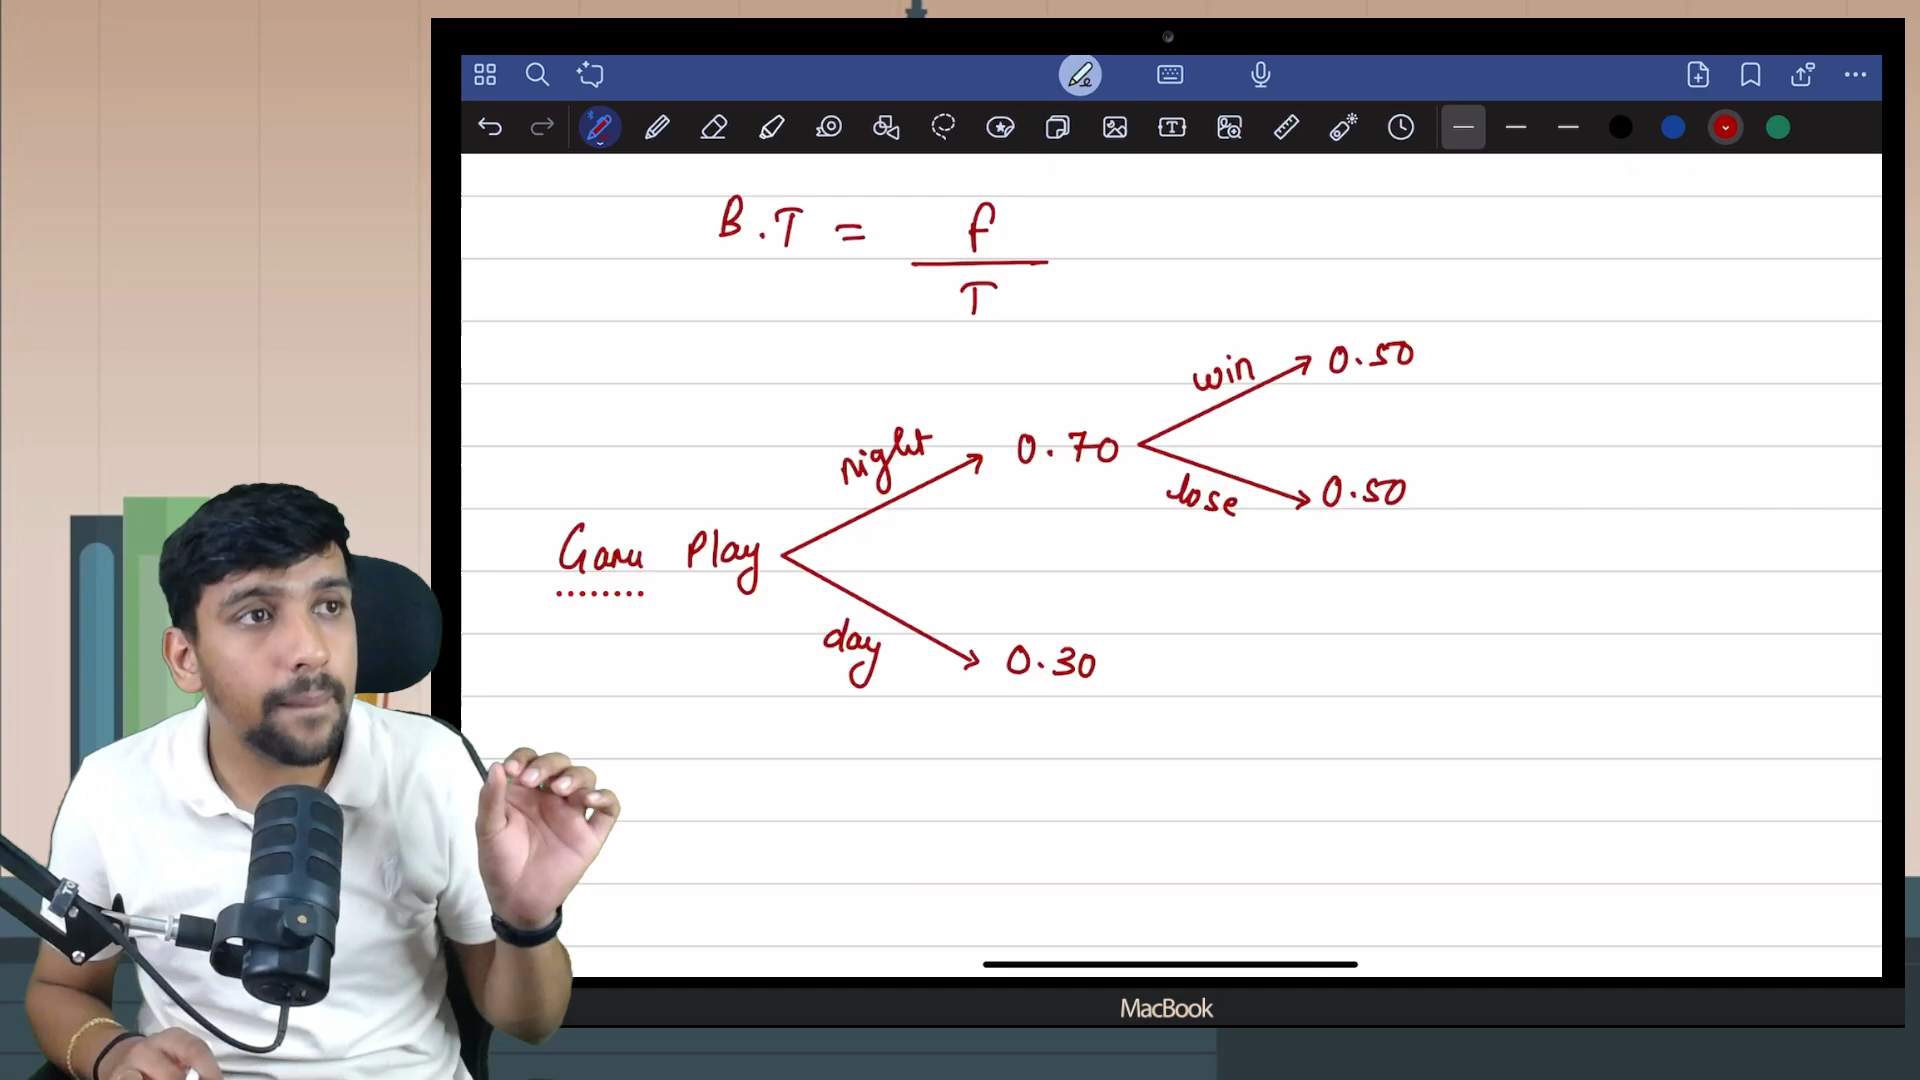 B.T = f
T
win 0.50
night 0.70
lose 0.50
Game Play
day 0.30
MacBook